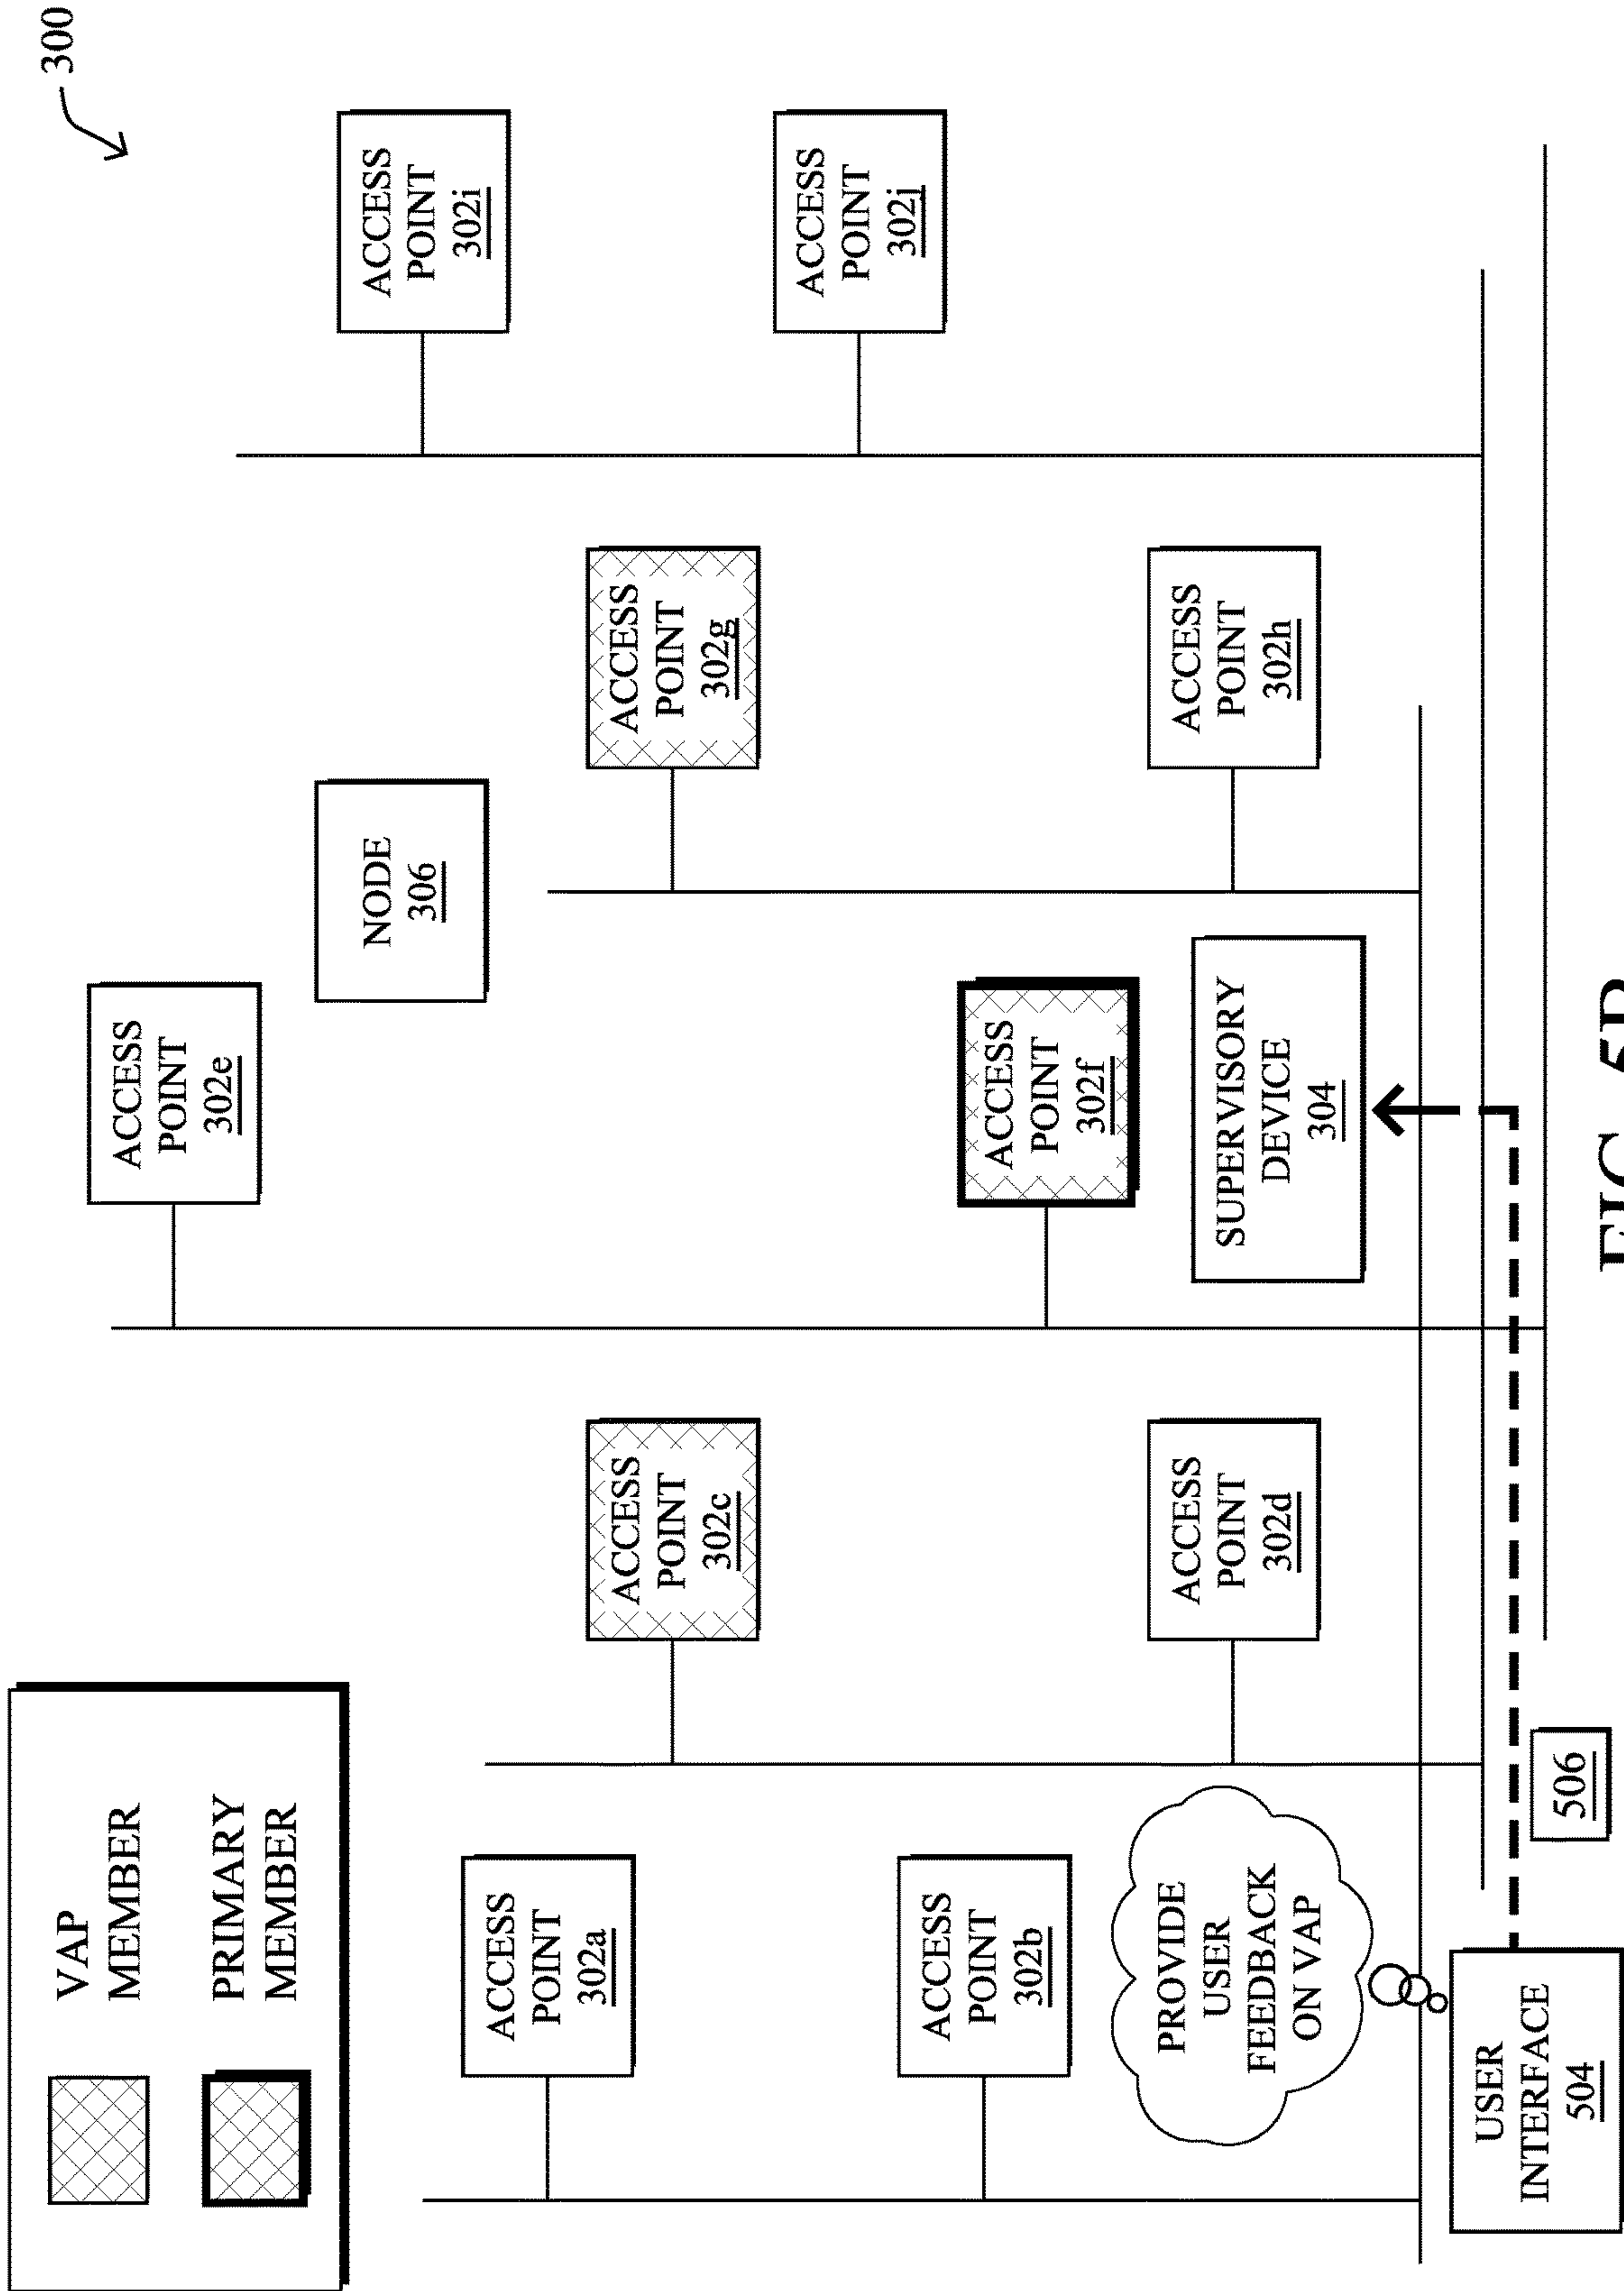 VAP
MEMBER
PRIMARY
MEMBER
300
ACCESS
POINT
302e
NODE
306
ACCESS
POINT
302i
ACCESS
POINT
302a
ACCESS
POINT
302c
ACCESS
POINT
302g
ACCESS
POINT
302j
ACCESS
POINT
302b
ACCESS
POINT
302f
PROVIDE
USER
FEEDBACK
ON VAP
ACCESS
POINT
302d
SUPERVISORY
DEVICE
304
ACCESS
POINT
302h
USER
INTERFACE
504
506
FIG